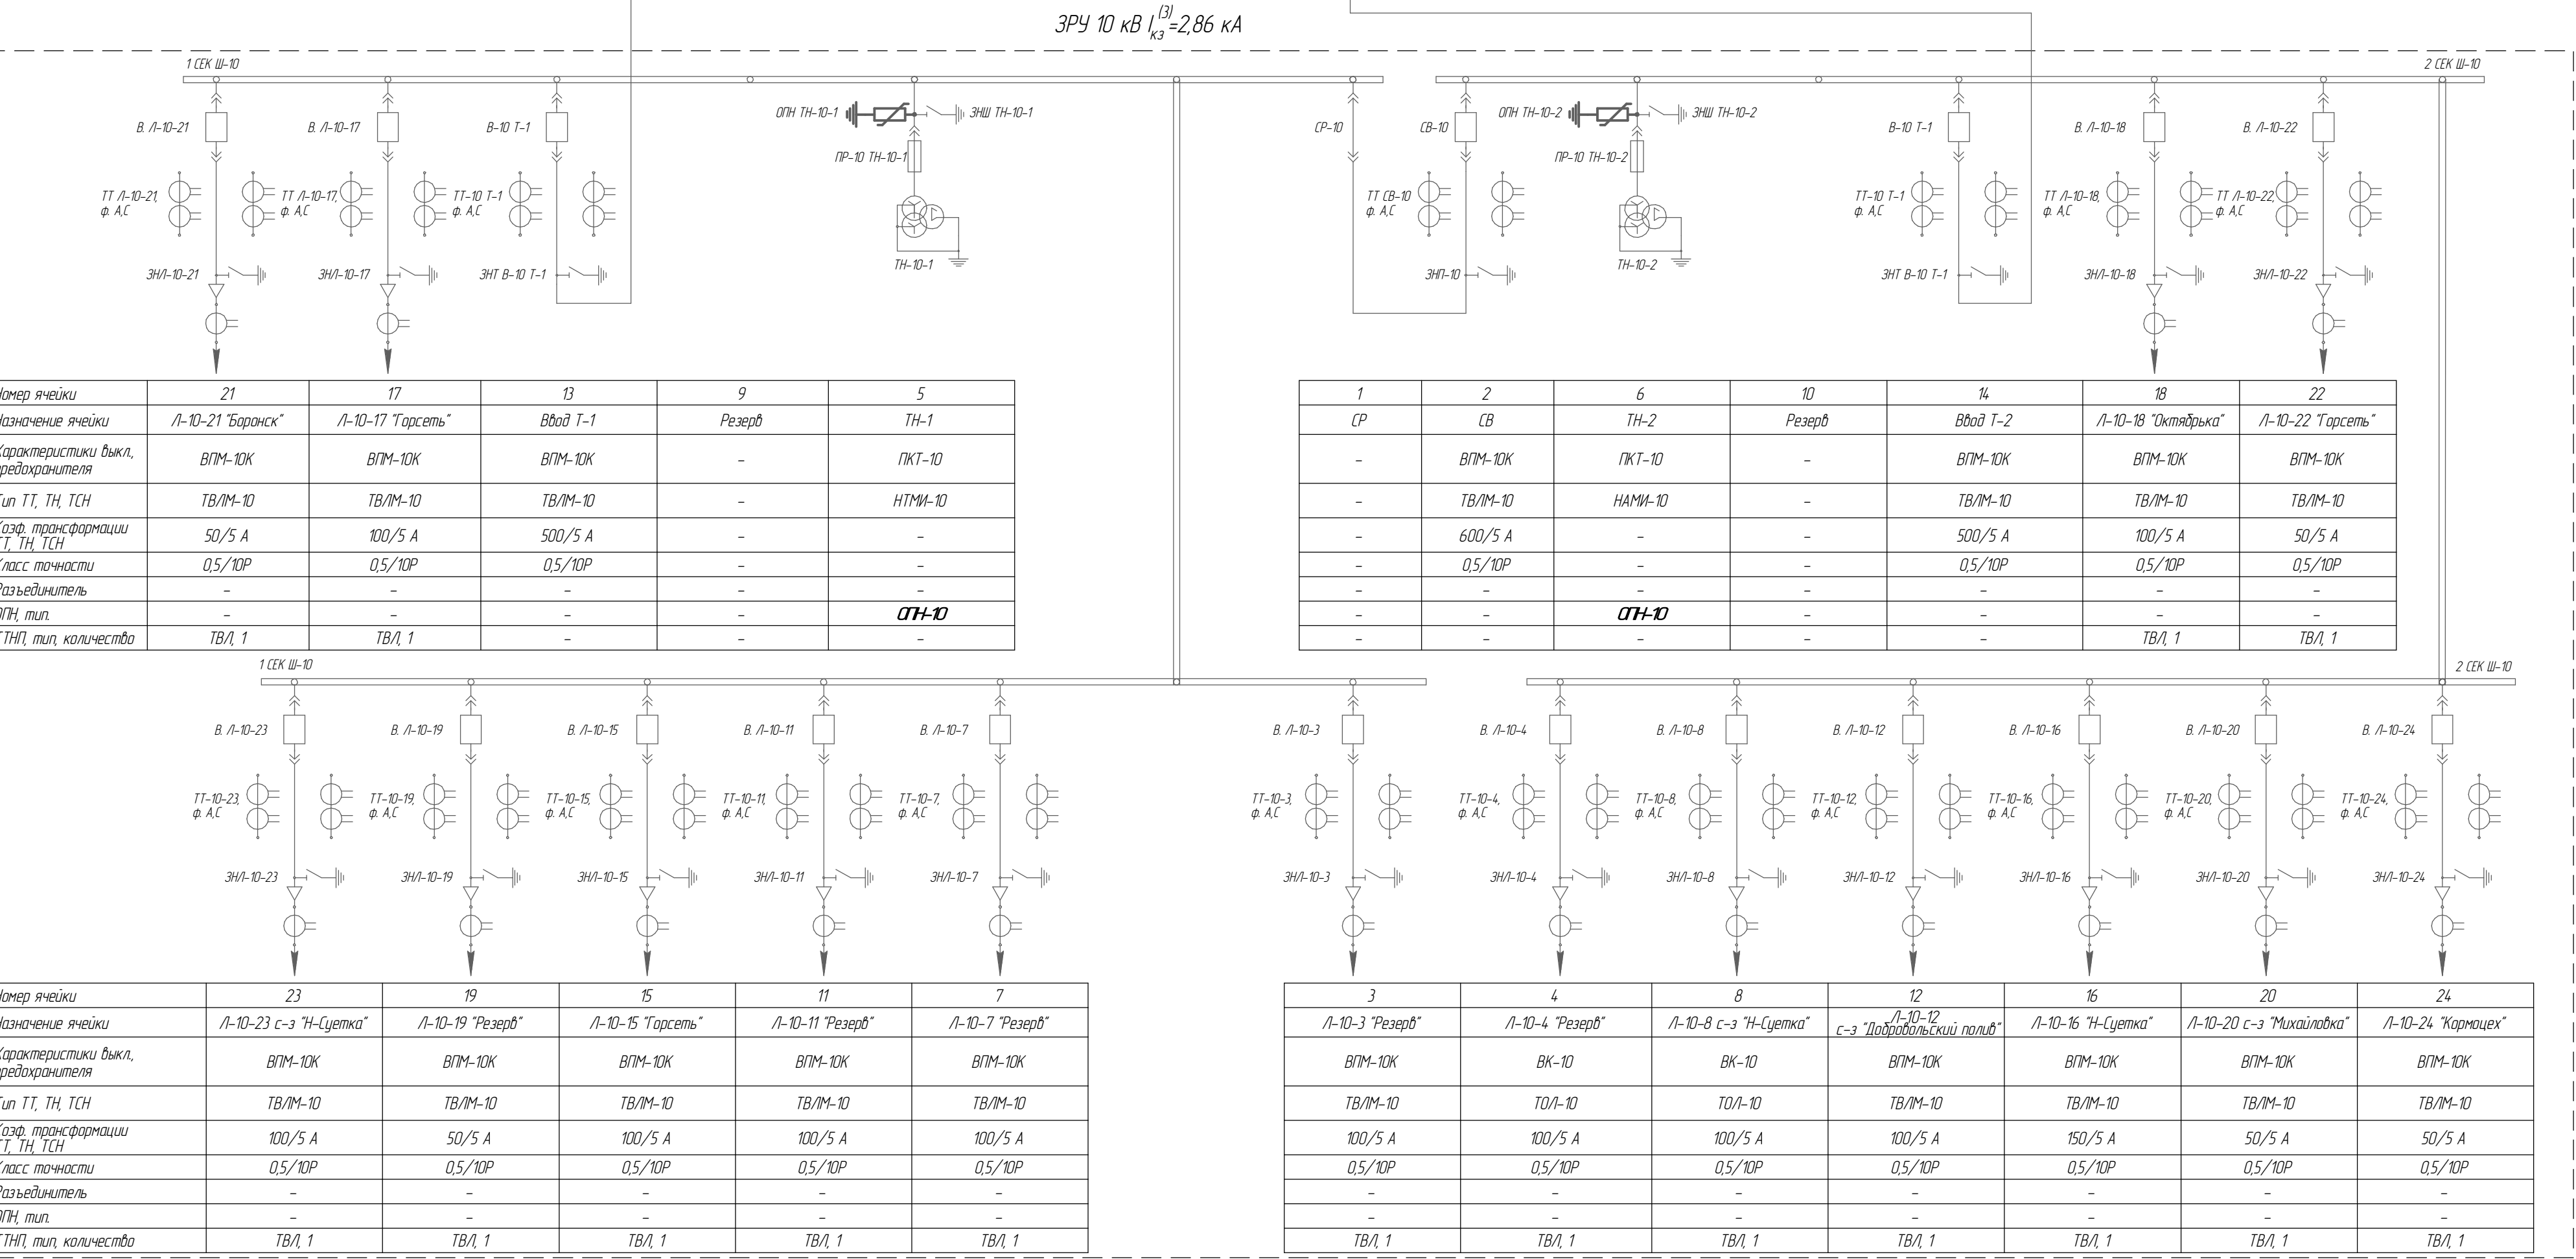 ЗРУ 10 кВ I(3)кз=2,86 кА
1 СЕК Ш-10
2 СЕК Ш-10
ОПН ТН-10-1
ЗНШ ТН-10-1
ОПН ТН-10-2
ЗНШ ТН-10-2
В. Л-10-21
В. Л-10-17
В-10 Т-1
СР-10
СВ-10
В-10 Т-1
В. Л-10-18
В. Л-10-22
ПР-10 ТН-10-1
ПР-10 ТН-10-2
ТТ Л-10-21,
ф. А,С
ТТ Л-10-17,
ф. А,С
ТТ-10 Т-1
ф. А,С
ТТ СВ-10
ф. А,С
ТТ-10 Т-1
ф. А,С
ТТ Л-10-18,
ф. А,С
ТТ Л-10-22,
ф. А,С
ТН-10-1
ТН-10-2
ЗНЛ-10-21
ЗНЛ-10-17
ЗНТ В-10 Т-1
ЗНП-10
ЗНТ В-10 Т-1
ЗНЛ-10-18
ЗНЛ-10-22
Номер ячейки 21 17 13 9 5
Назначение ячейки Л-10-21 "Боронск" Л-10-17 "Горсеть" Ввод Т-1 Резерв ТН-1
Характеристики выкл.,
предохранителя ВПМ-10К ВПМ-10К ВПМ-10К - ПКТ-10
Тип ТТ, ТН, ТСН ТВЛМ-10 ТВЛМ-10 ТВЛМ-10 - НТМИ-10
Коэф. трансформации
ТТ, ТН, ТСН 50/5 А 100/5 А 500/5 А - -
Класс точности 0,5/10Р 0,5/10Р 0,5/10Р - -
Разъединитель - - - - -
ОПН, тип. - - - - ОПН-10
ТТНП, тип, количество ТВЛ, 1 ТВЛ, 1 - - -
1 2 6 10 14 18 22
СР СВ ТН-2 Резерв Ввод Т-2 Л-10-18 "Октябрька" Л-10-22 "Горсеть"
- ВПМ-10К ПКТ-10 - ВПМ-10К ВПМ-10К ВПМ-10К
- ТВЛМ-10 НАМИ-10 - ТВЛМ-10 ТВЛМ-10 ТВЛМ-10
- 600/5 А - - 500/5 А 100/5 А 50/5 А
- 0,5/10Р - - 0,5/10Р 0,5/10Р 0,5/10Р
- - - - - - -
- - ОПН-10 - - - -
- - - - - ТВЛ, 1 ТВЛ, 1
1 СЕК Ш-10
2 СЕК Ш-10
В. Л-10-23
В. Л-10-19
В. Л-10-15
В. Л-10-11
В. Л-10-7
В. Л-10-3
В. Л-10-4
В. Л-10-8
В. Л-10-12
В. Л-10-16
В. Л-10-20
В. Л-10-24
ТТ-10-23,
ф. А,С
ТТ-10-19,
ф. А,С
ТТ-10-15,
ф. А,С
ТТ-10-11,
ф. А,С
ТТ-10-7,
ф. А,С
ТТ-10-3,
ф. А,С
ТТ-10-4,
ф. А,С
ТТ-10-8,
ф. А,С
ТТ-10-12,
ф. А,С
ТТ-10-16,
ф. А,С
ТТ-10-20,
ф. А,С
ТТ-10-24,
ф. А,С
ЗНЛ-10-23
ЗНЛ-10-19
ЗНЛ-10-15
ЗНЛ-10-11
ЗНЛ-10-7
ЗНЛ-10-3
ЗНЛ-10-4
ЗНЛ-10-8
ЗНЛ-10-12
ЗНЛ-10-16
ЗНЛ-10-20
ЗНЛ-10-24
Номер ячейки 23 19 15 11 7
Назначение ячейки Л-10-23 с-з "Н-Суетка" Л-10-19 "Резерв" Л-10-15 "Горсеть" Л-10-11 "Резерв" Л-10-7 "Резерв"
Характеристики выкл.,
предохранителя ВПМ-10К ВПМ-10К ВПМ-10К ВПМ-10К ВПМ-10К
Тип ТТ, ТН, ТСН ТВЛМ-10 ТВЛМ-10 ТВЛМ-10 ТВЛМ-10 ТВЛМ-10
Коэф. трансформации
ТТ, ТН, ТСН 100/5 А 50/5 А 100/5 А 100/5 А 100/5 А
Класс точности 0,5/10Р 0,5/10Р 0,5/10Р 0,5/10Р 0,5/10Р
Разъединитель - - - - -
ОПН, тип. - - - - -
ТТНП, тип, количество ТВЛ, 1 ТВЛ, 1 ТВЛ, 1 ТВЛ, 1 ТВЛ, 1
3 4 8 12 16 20 24
Л-10-3 "Резерв" Л-10-4 "Резерв" Л-10-8 с-з "Н-Суетка" Л-10-12
с-з "Добровольский полив" Л-10-16 "Н-Суетка" Л-10-20 с-з "Михайловка" Л-10-24 "Кормоцех"
ВПМ-10К ВК-10 ВК-10 ВПМ-10К ВПМ-10К ВПМ-10К ВПМ-10К
ТВЛМ-10 ТОЛ-10 ТОЛ-10 ТВЛМ-10 ТВЛМ-10 ТВЛМ-10 ТВЛМ-10
100/5 А 100/5 А 100/5 А 100/5 А 150/5 А 50/5 А 50/5 А
0,5/10Р 0,5/10Р 0,5/10Р 0,5/10Р 0,5/10Р 0,5/10Р 0,5/10Р
- - - - - - -
- - - - - - -
ТВЛ, 1 ТВЛ, 1 ТВЛ, 1 ТВЛ, 1 ТВЛ, 1 ТВЛ, 1 ТВЛ, 1